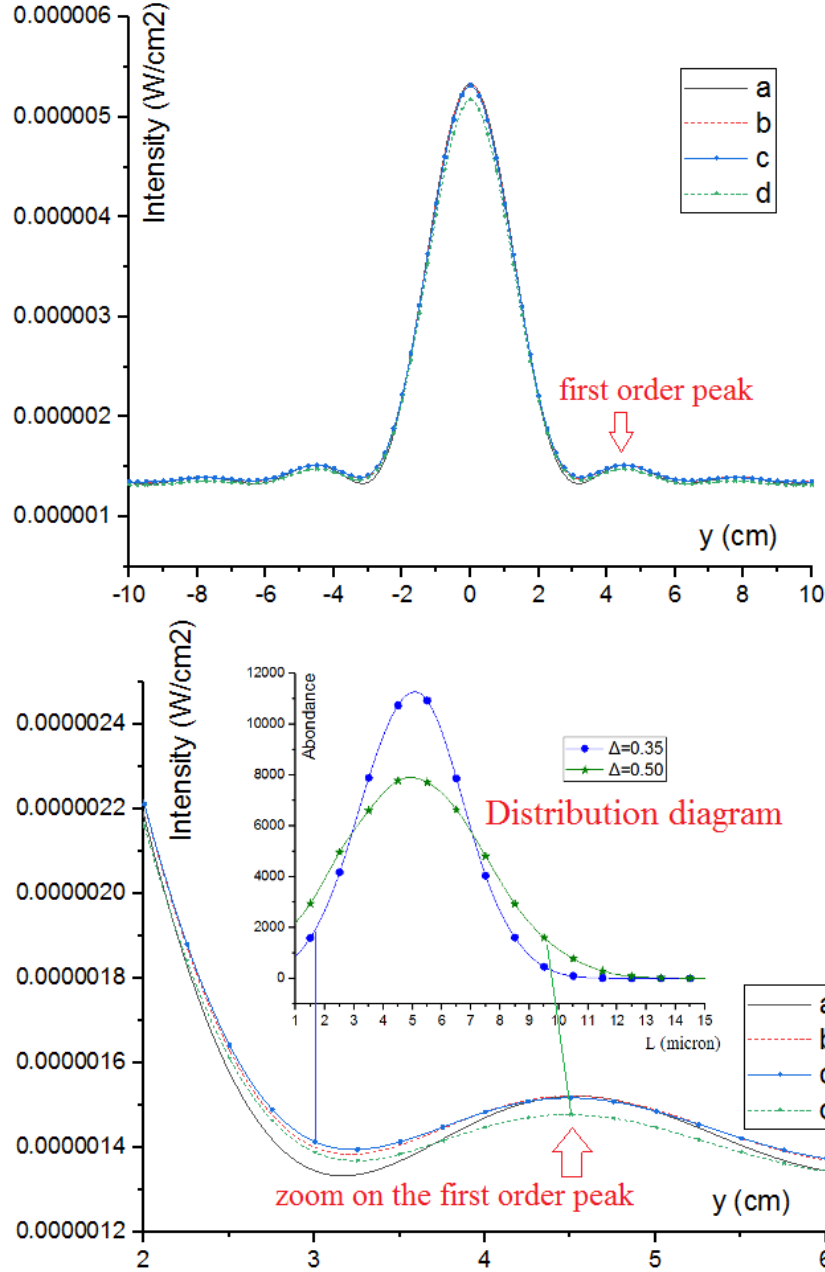 0.000006
0.000005
0.000004
0.000003
0.000002
0.000001
Intensity (W/cm2)
a
b
c
d
first order peak
y (cm)
-10 -8 -6 -4 -2 0 2 4 6 8 10
Intensity (W/cm2)
0.0000024
0.0000022
0.0000020
0.0000018
0.0000016
0.0000014
0.0000012
12000
10000
8000
6000
4000
2000
0
Abondance
Δ=0.35
Δ=0.50
Distribution diagram
1 2 3 4 5 6 7 8 9 10 11 12 13 14 15
L (micron)
a
b
c
d
zoom on the first order peak
y (cm)
2 3 4 5 6